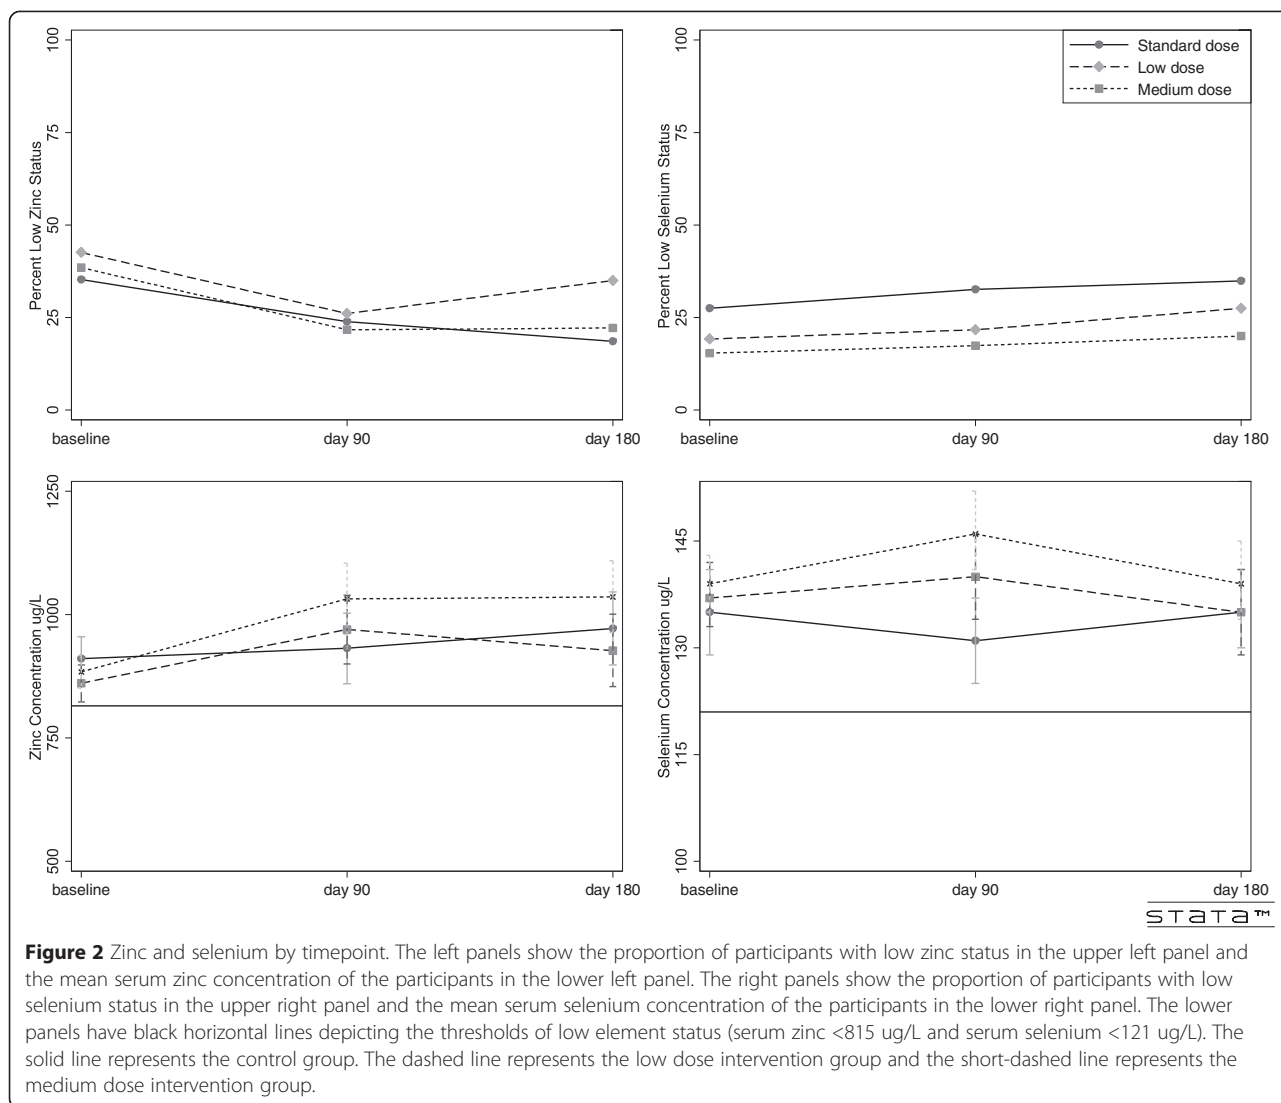 Percent Low Zinc Status
100
75
50
25
0
baseline
day 90
day 180
Percent Low Selenium Status
100
75
50
25
0
baseline
day 90
day 180
Standard dose
Low dose
Medium dose
Zinc Concentration ug/L
1250
1000
750
500
baseline
day 90
day 180
Selenium Concentration ug/L
145
130
115
100
baseline
day 90
day 180
STATA™
Figure 2 Zinc and selenium by timepoint. The left panels show the proportion of participants with low zinc status in the upper left panel and
the mean serum zinc concentration of the participants in the lower left panel. The right panels show the proportion of participants with low
selenium status in the upper right panel and the mean serum selenium concentration of the participants in the lower right panel. The lower
panels have black horizontal lines depicting the thresholds of low element status (serum zinc <815 ug/L and serum selenium <121 ug/L). The
solid line represents the control group. The dashed line represents the low dose intervention group and the short-dashed line represents the
medium dose intervention group.